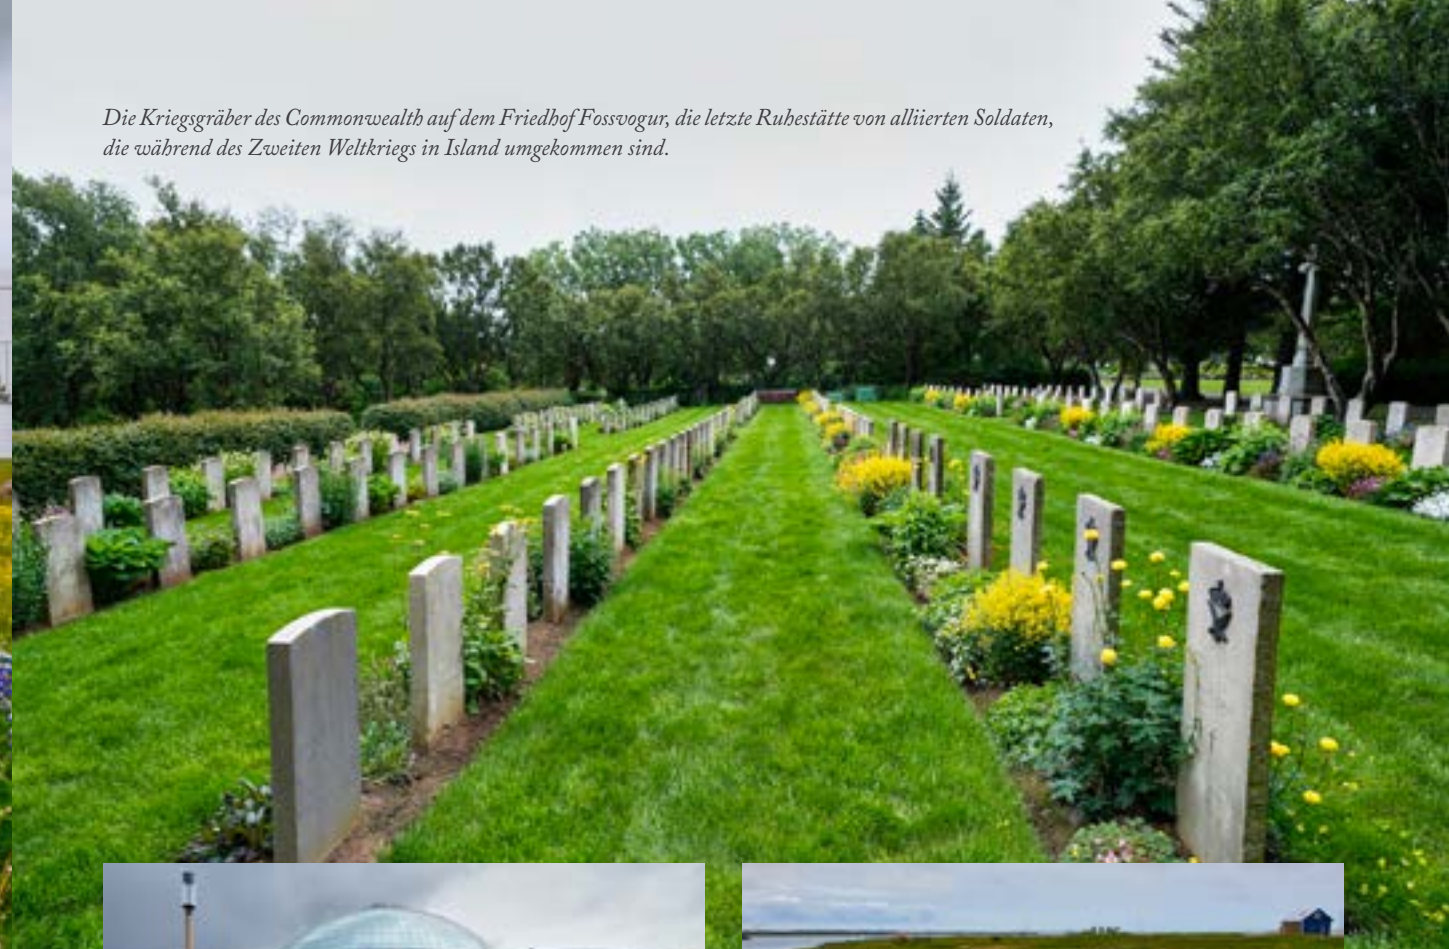 Die Kriegsgräber des Commonwealth auf dem Friedhof Fossvogur, die letzte Ruhestätte von alliierten Soldaten,
die während des Zweiten Weltkriegs in Island umgekommen sind.